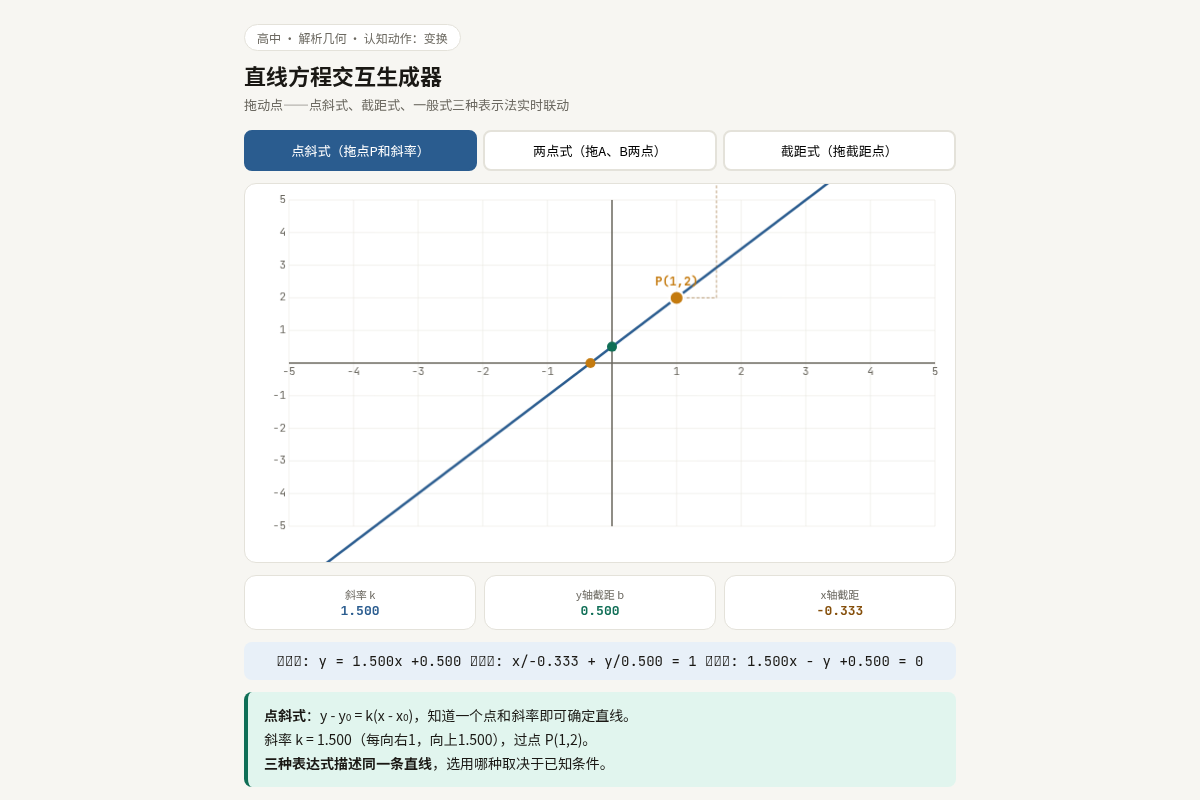 高中 · 解析几何 · 认知动作：变换
直线方程交互生成器
拖动点——点斜式、截距式、一般式三种表示法实时联动
点斜式（拖点P和斜率）
两点式（拖A、B两点）
截距式（拖截距点）
5
4
3
2
1
-1
-2
-3
-4
-5
P(1,2)
-5 -4 -3 -2 -1 1 2 3 4 5
斜率 k
1.500
y轴截距 b
0.500
x轴截距
-0.333
: y = 1.500x +0.500 : x/-0.333 + y/0.500 = 1 : 1.500x - y +0.500 = 0
点斜式：y - y₀ = k(x - x₀)，知道一个点和斜率即可确定直线。
斜率 k = 1.500（每向右1，向上1.500），过点 P(1,2)。
三种表达式描述同一条直线，选用哪种取决于已知条件。